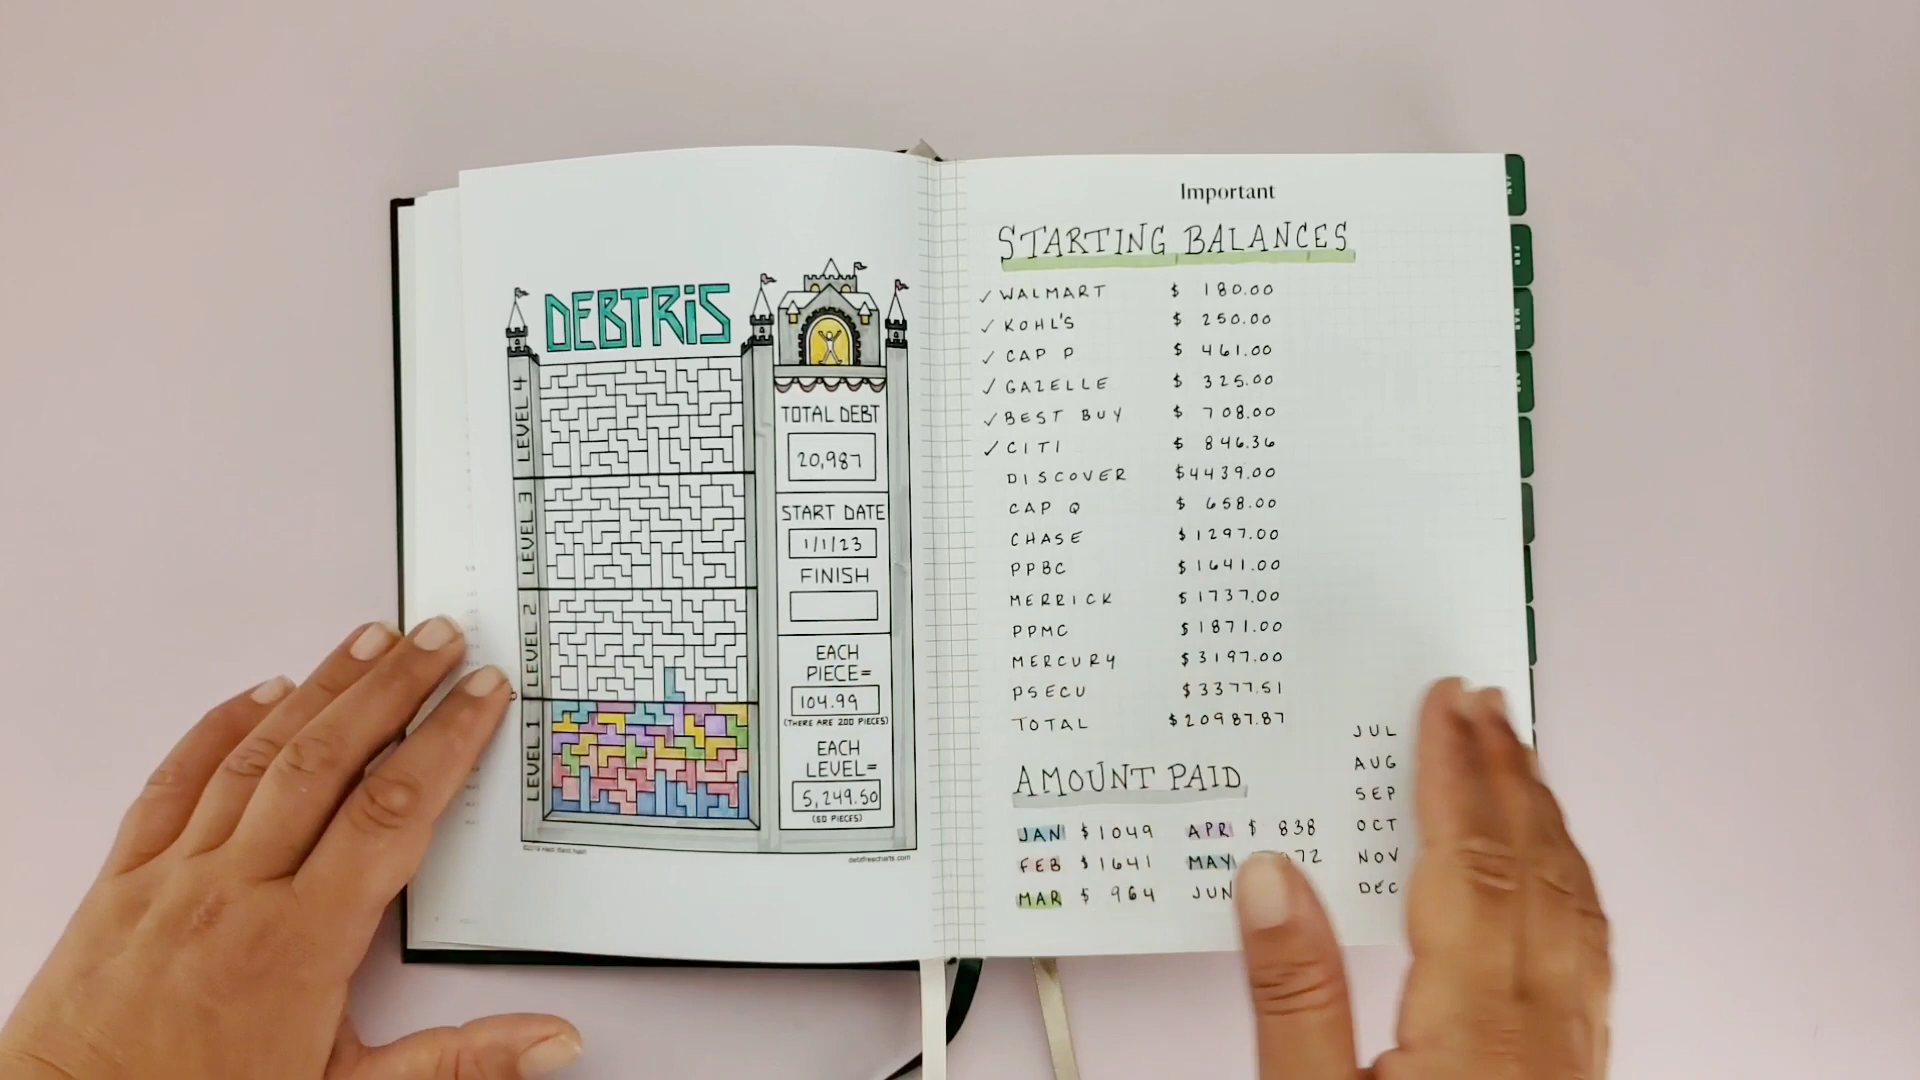 DEBTRIS
LEVEL 4
LEVEL 3
LEVEL 2
LEVEL 1
TOTAL DEBT
20,987
START DATE
1/1/23
FINISH
EACH
PIECE=
104.99
(THERE ARE 200 PIECES)
EACH
LEVEL=
5,249.50
(50 PIECES)
debtfreecharts.com
Important
STARTING BALANCES
✓ WALMART $ 180.00
✓ KOHL'S $ 250.00
✓ CAP P $ 461.00
✓ GAZELLE $ 325.00
✓ BEST BUY $ 708.00
✓ CITI $ 846.36
DISCOVER $4439.00
CAP Q $ 658.00
CHASE $1297.00
PPBC $1641.00
MERRICK $1737.00
PPMC $1871.00
MERCURY $3197.00
PSECU $3377.51
TOTAL $20987.87
AMOUNT PAID
JAN $1049
FEB $1641
MAR $ 964
APR $ 838
MAY 72
JUN
JUL
AUG
SEP
OCT
NOV
DEC
JAN
FEB
MAR